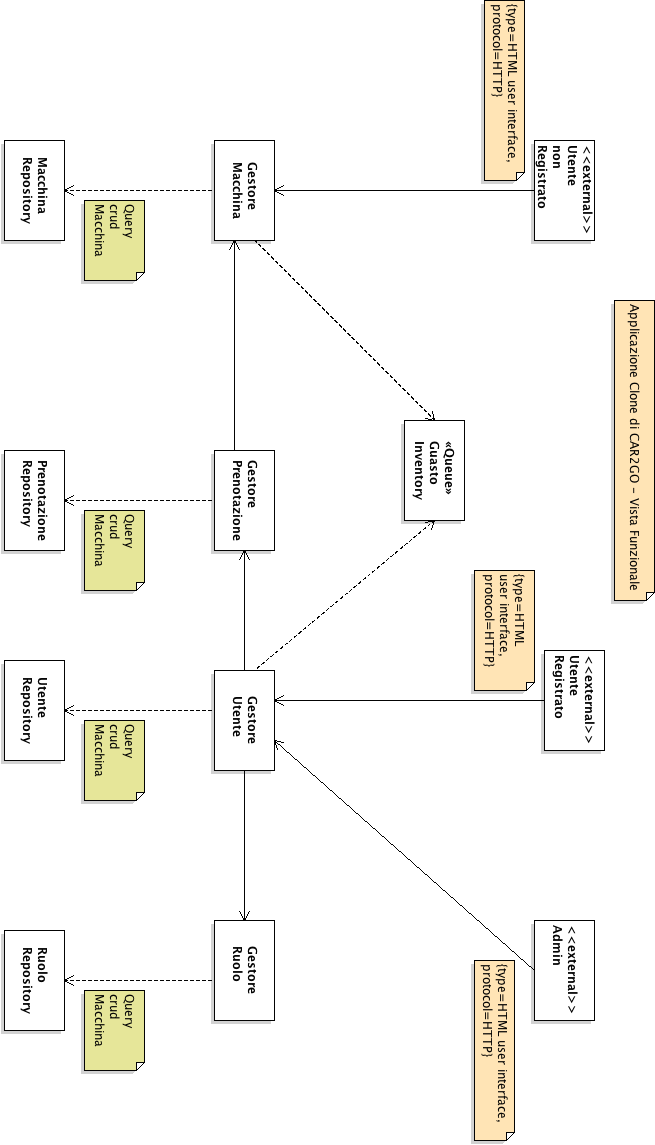 Applicazione Clone di CAR2GO - Vista Funzionale
<<external>>
Utente
non
Registrato
{type=HTML user interface,
protocol=HTTP}
<<external>>
Utente
Registrato
{type=HTML
user interface,
protocol=HTTP}
<<external>>
Admin
{type=HTML user interface,
protocol=HTTP}
«Queue»
Guasto
Inventory
Gestore
Macchina
Gestore
Prenotazione
Gestore
Utente
Gestore
Ruolo
Query
crud
Macchina
Query
crud
Macchina
Query
crud
Macchina
Query
crud
Macchina
Macchina
Repository
Prenotazione
Repository
Utente
Repository
Ruolo
Repository